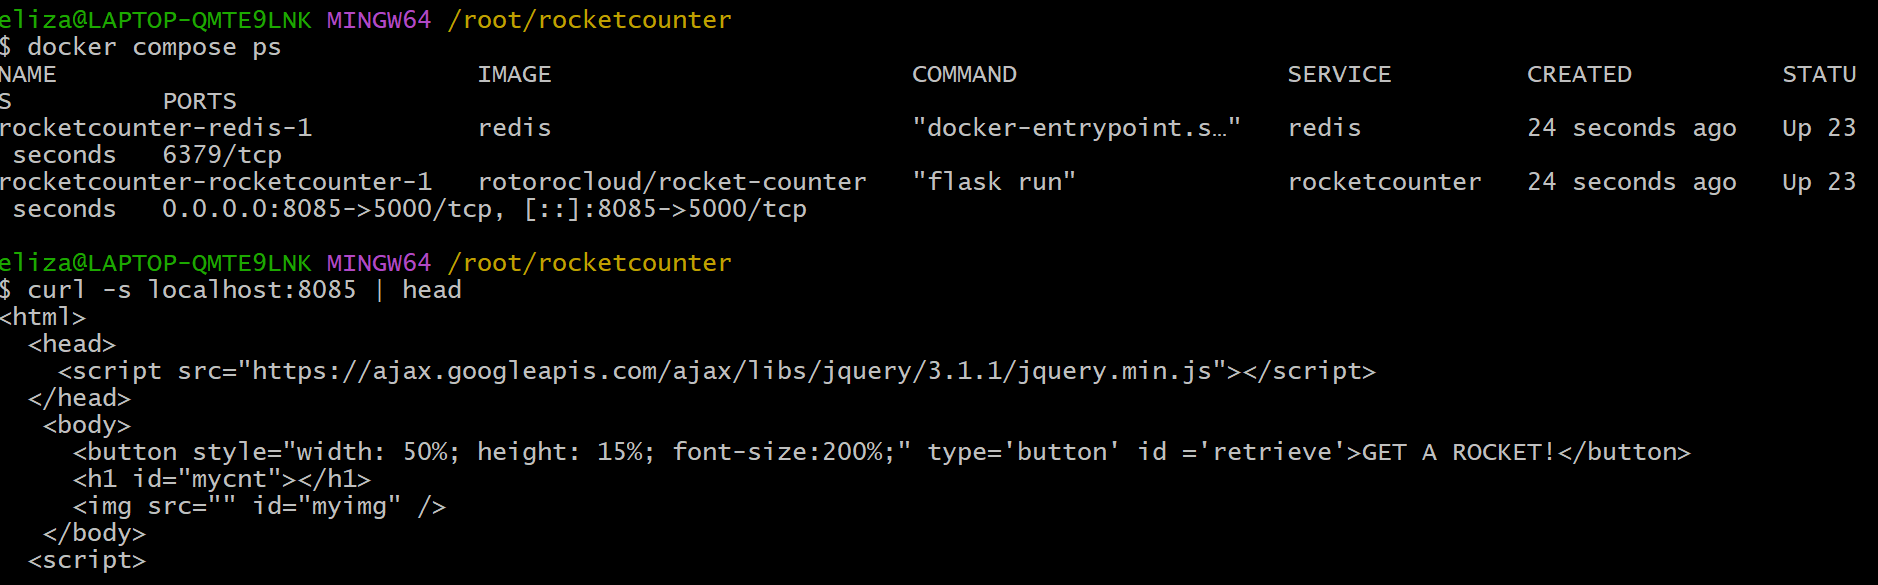 eliza@LAPTOP-QMTE9LNK MINGW64 /root/rocketcounter
$ docker compose ps
NAME                            IMAGE                        COMMAND                  SERVICE         CREATED          STATU
S          PORTS
rocketcounter-redis-1           redis                        "docker-entrypoint.s…"   redis           24 seconds ago   Up 23
 seconds   6379/tcp
rocketcounter-rocketcounter-1   rotorocloud/rocket-counter   "flask run"              rocketcounter   24 seconds ago   Up 23
 seconds   0.0.0.0:8085->5000/tcp, [::]:8085->5000/tcp

eliza@LAPTOP-QMTE9LNK MINGW64 /root/rocketcounter
$ curl -s localhost:8085 | head
<html>
  <head>
    <script src="https://ajax.googleapis.com/ajax/libs/jquery/3.1.1/jquery.min.js"></script>
  </head>
   <body>
     <button style="width: 50%; height: 15%; font-size:200%;" type='button' id ='retrieve'>GET A ROCKET!</button>
     <h1 id="mycnt"></h1>
     <img src="" id="myimg" />
   </body>
  <script>